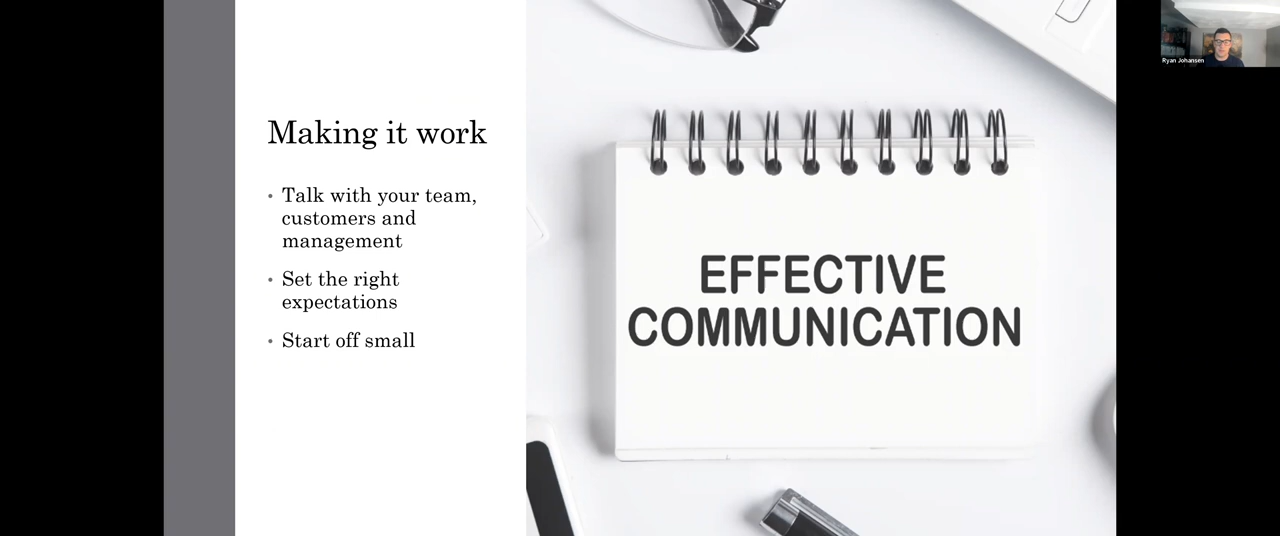 Making it work
• Talk with your team,
customers and
management
• Set the right
expectations
• Start off small
EFFECTIVE
COMMUNICATION
Ryan Johansen